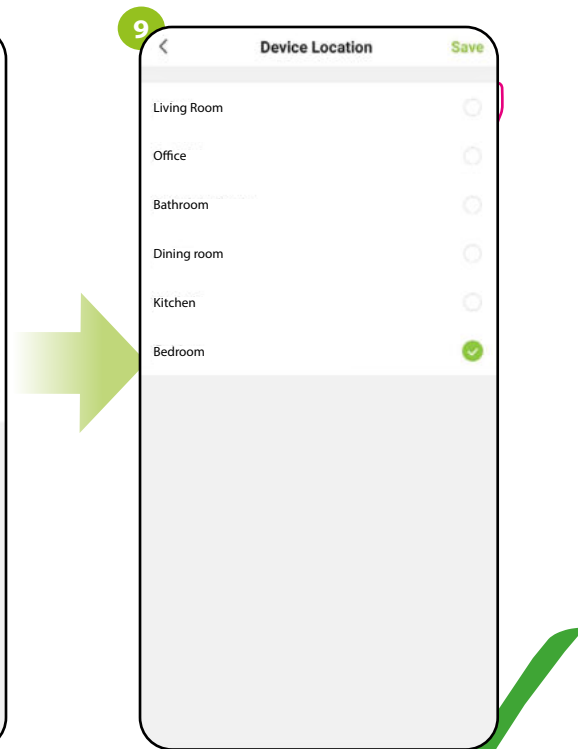 9
Device Location
Save
Living Room
Office
Bathroom
Dining room
Kitchen
Bedroom